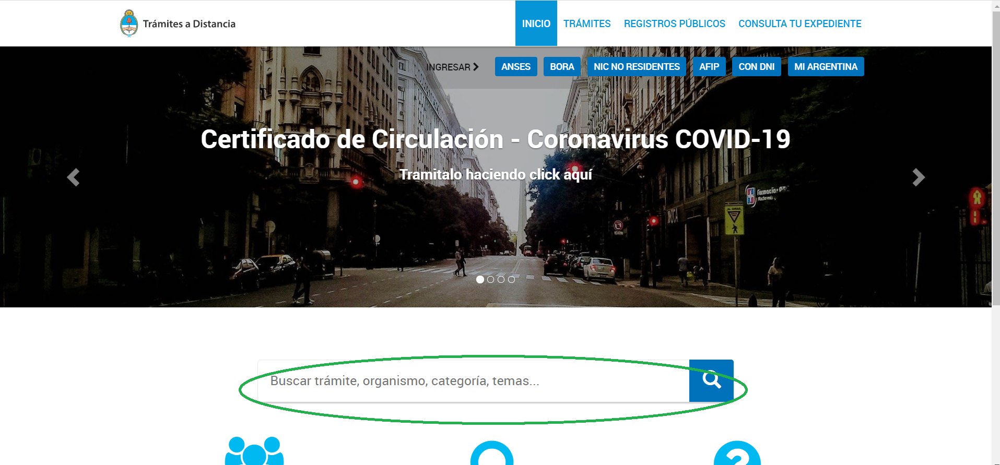 Trámites a Distancia
INICIO TRÁMITES REGISTROS PÚBLICOS CONSULTA TU EXPEDIENTE
INGRESAR ANSES BORA NIC NO RESIDENTES AFIP CON DNI MI ARGENTINA
Certificado de Circulación - Coronavirus COVID-19
Tramitalo haciendo click aquí
Buscar trámite, organismo, categoría, temas...